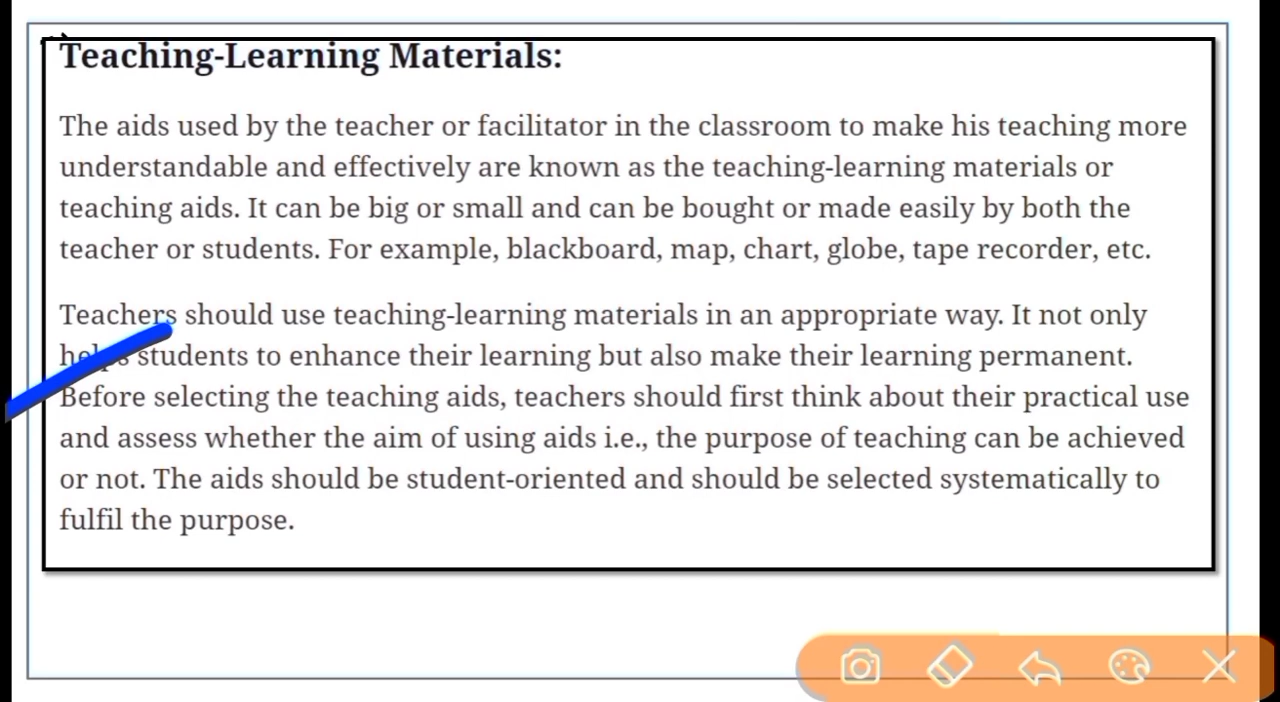 Teaching-Learning Materials:
The aids used by the teacher or facilitator in the classroom to make his teaching more
understandable and effectively are known as the teaching-learning materials or
teaching aids. It can be big or small and can be bought or made easily by both the
teacher or students. For example, blackboard, map, chart, globe, tape recorder, etc.
Teachers should use teaching-learning materials in an appropriate way. It not only
helps students to enhance their learning but also make their learning permanent.
Before selecting the teaching aids, teachers should first think about their practical use
and assess whether the aim of using aids i.e., the purpose of teaching can be achieved
or not. The aids should be student-oriented and should be selected systematically to
fulfil the purpose.